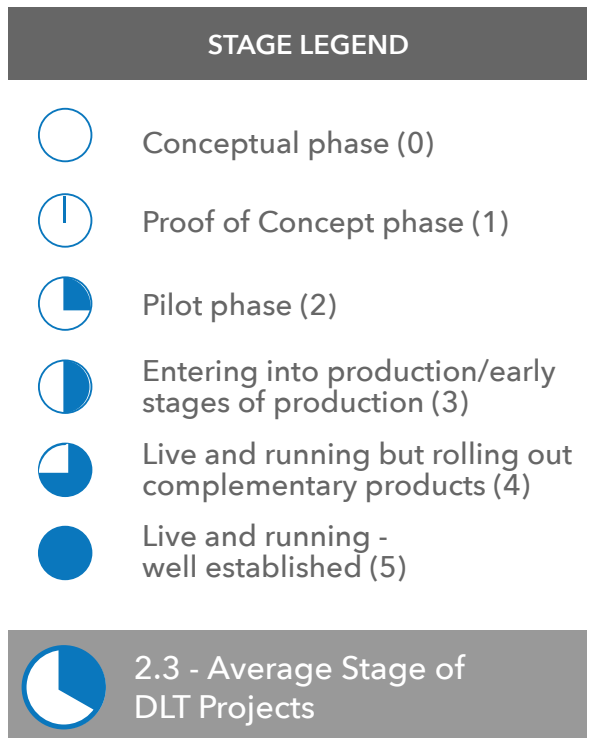 STAGE LEGEND
Conceptual phase (0)
Proof of Concept phase (1)
Pilot phase (2)
Entering into production/early
stages of production (3)
Live and running but rolling out
complementary products (4)
Live and running -
well established (5)
2.3 - Average Stage of
DLT Projects